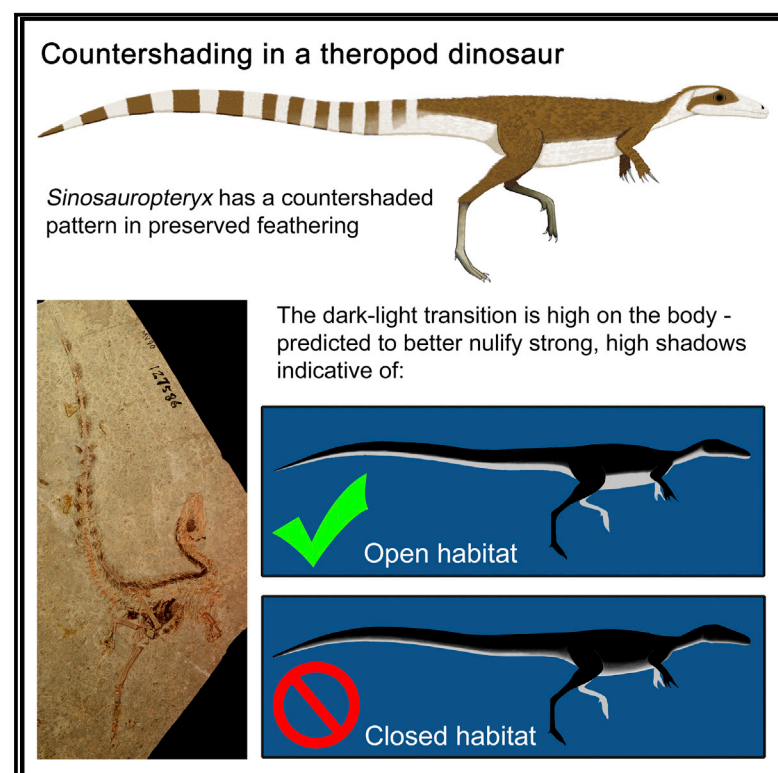 Countershading in a theropod dinosaur
Sinosauropteryx has a countershaded
pattern in preserved feathering
The dark-light transition is high on the body -
predicted to better nulify strong, high shadows
indicative of:
127586
Open habitat
Closed habitat